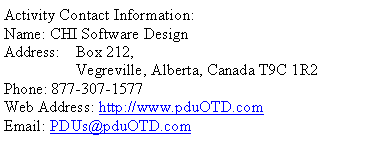 Activity Contact Information:
Name: CHI Software Design
Address: Box 212,
Vegreville, Alberta, Canada T9C 1R2
Phone: 877-307-1577
Web Address: http://www.pduOTD.com
Email: PDUs@pduOTD.com